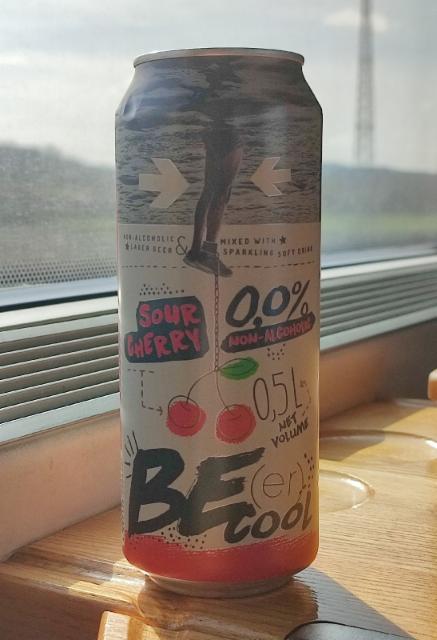 NON-ALCOHOLIC
LAGER BEER
&
MIXED WITH
SPARKLING SOFT DRINK
SOUR
CHERRY
0,0%
NON-ALCOHOLIC
0,5L
NET
VOLUME
BE(er)
COOL